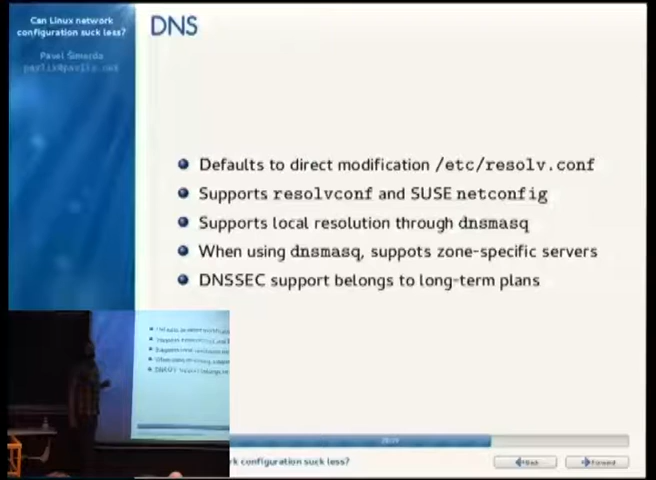 Can Linux network
configuration suck less?
Pavel Šimerda
DNS
Defaults to direct modification /etc/resolv.conf
Supports resolvconf and SUSE netconfig
Supports local resolution through dnsmasq
When using dnsmasq, suppots zone-specific servers
DNSSEC support belongs to long-term plans
k configuration suck less?
Back
Forward